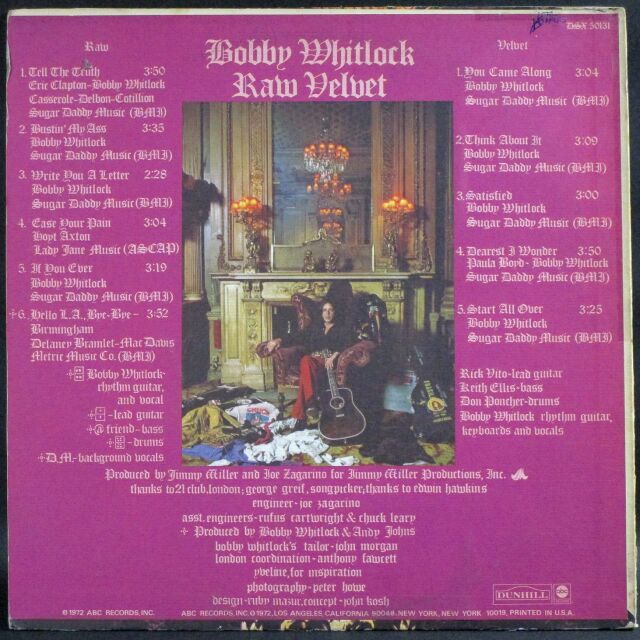 DSX 50131
Bobby Whitlock
Raw Velvet
Raw
1. Tell The Truth 3:50
Eric Clapton-Bobby Whitlock
Casserole-Delbon-Cotillion
Sugar Daddy Music (BMI)
2. Bustin' My Ass 3:35
Bobby Whitlock
Sugar Daddy Music (BMI)
3. Write You A Letter 2:28
Bobby Whitlock
Sugar Daddy Music (BMI)
4. Ease Your Pain 3:04
Hoyt Axton
Lady Jane Music (ASCAP)
5. If You Ever 3:19
Bobby Whitlock
Sugar Daddy Music (BMI)
+6. Hello L.A., Bye-Bye- 3:52
Birmingham
Delaney Bramlet-Mac Davis
Metric Music Co. (BMI)
+ Bobby Whitlock-
rhythm guitar,
and vocal
+ -lead guitar
+@ friend-bass
+ -drums
+D.M.-background vocals
Velvet
1. You Came Along 3:04
Bobby Whitlock
Sugar Daddy Music (BMI)
2. Think About It 3:09
Bobby Whitlock
Sugar Daddy Music (BMI)
3. Satisfied 3:00
Bobby Whitlock
Sugar Daddy Music (BMI)
4. Dearest I Wonder 3:50
Paula Boyd-Bobby Whitlock
Sugar Daddy Music (BMI)
5. Start All Over 3:25
Bobby Whitlock
Sugar Daddy Music (BMI)
Rick Vito-lead guitar
Keith Ellis-bass
Don Poncher-drums
Bobby Whitlock rhythm guitar,
keyboards and vocals
Produced by Jimmy Miller and Joe Zagarino for Jimmy Miller Productions, Inc.
thanks to 21 club, london; george greif, songpicker; thanks to edwin hawkins
engineer-joe zagarino
asst. engineers-rufus cartwright & chuck leary
+ Produced by Bobby Whitlock & Andy Johns
bobby whitlock's tailor-john morgan
london coordination-anthony fawcett
yveline, for inspiration
photography-peter howe
design-ruby mazur, concept-john kosh
DUNHILL
abc
©1972 ABC RECORDS, INC.
ABC RECORDS, INC. ©1972, LOS ANGELES, CALIFORNIA 90048-NEW YORK, NEW YORK 10019, PRINTED IN U.S.A.